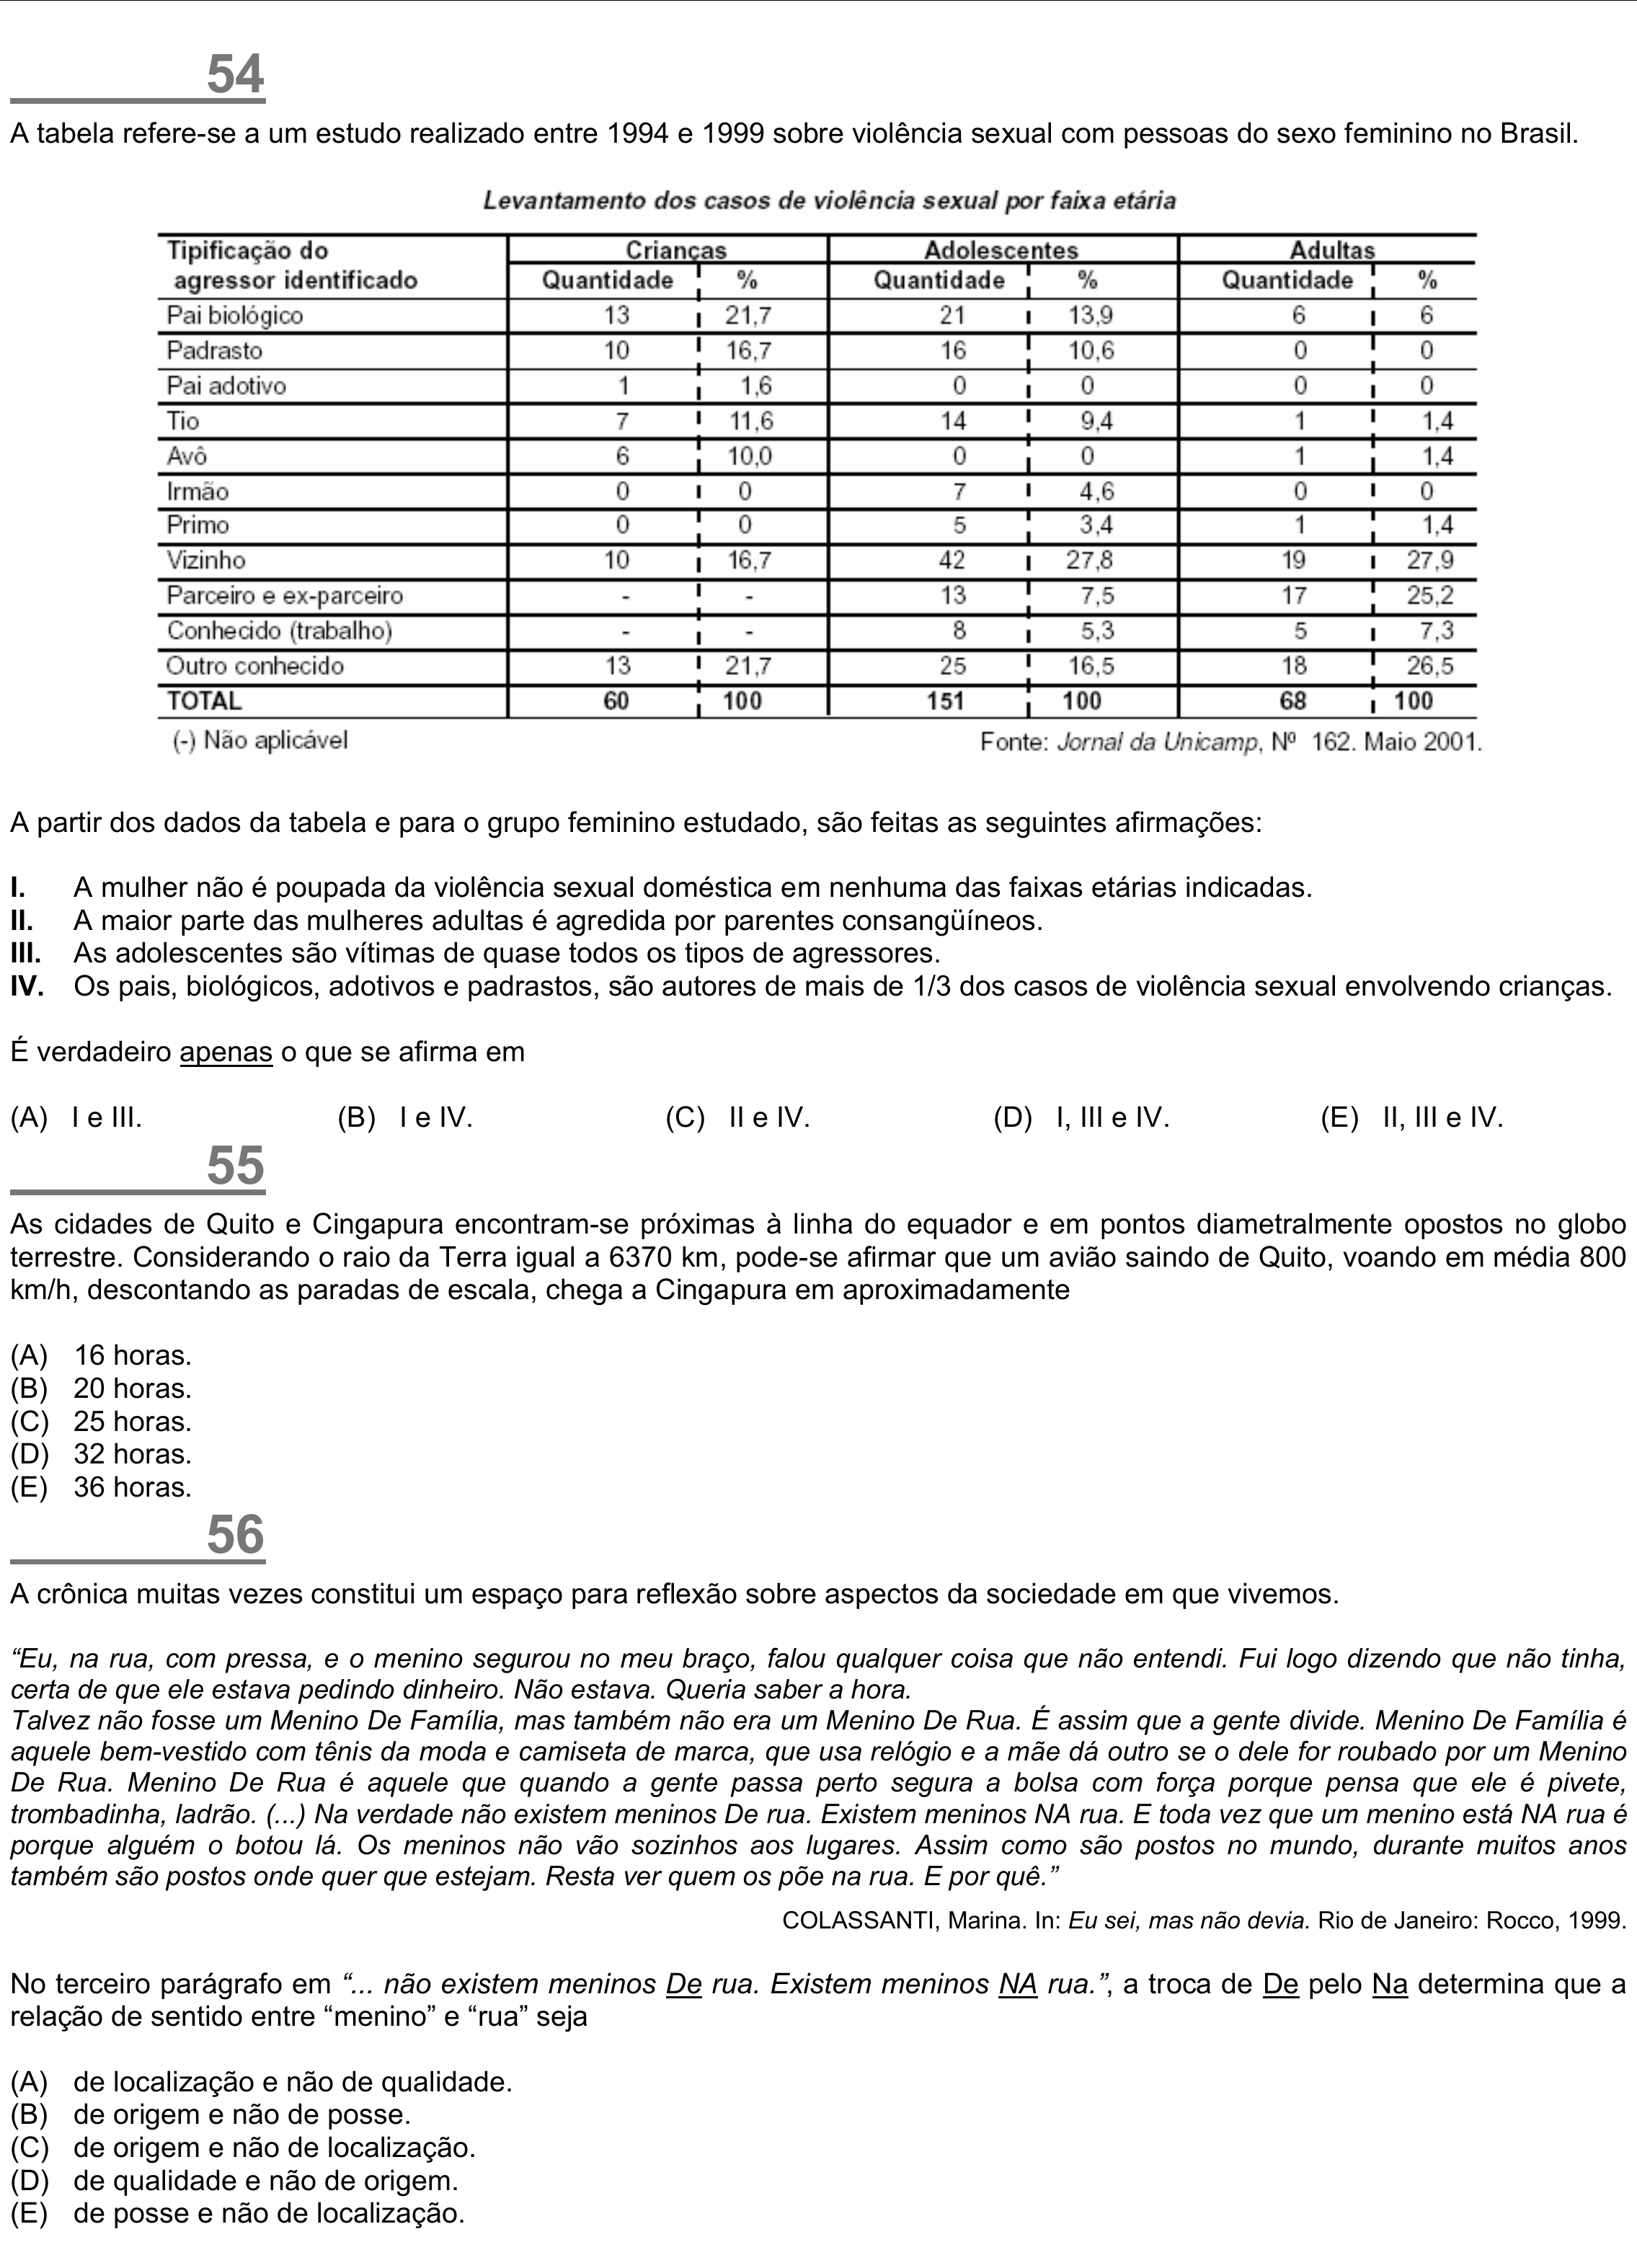 54
A tabela refere-se a um estudo realizado entre 1994 e 1999 sobre violência sexual com pessoas do sexo feminino no Brasil.
Levantamento dos casos de violência sexual por faixa etária
Tipificação do agressor identificado Crianças Adolescentes Adultas
Quantidade % Quantidade % Quantidade %
Pai biológico 13 21,7 21 13,9 6 6
Padrasto 10 16,7 16 10,6 0 0
Pai adotivo 1 1,6 0 0 0 0
Tio 7 11,6 14 9,4 1 1,4
Avô 6 10,0 0 0 1 1,4
Irmão 0 0 7 4,6 0 0
Primo 0 0 5 3,4 1 1,4
Vizinho 10 16,7 42 27,8 19 27,9
Parceiro e ex-parceiro - - 13 7,5 17 25,2
Conhecido (trabalho) - - 8 5,3 5 7,3
Outro conhecido 13 21,7 25 16,5 18 26,5
TOTAL 60 100 151 100 68 100
(-) Não aplicável Fonte: Jornal da Unicamp, Nº 162. Maio 2001.
A partir dos dados da tabela e para o grupo feminino estudado, são feitas as seguintes afirmações:
I. A mulher não é poupada da violência sexual doméstica em nenhuma das faixas etárias indicadas.
II. A maior parte das mulheres adultas é agredida por parentes consangüíneos.
III. As adolescentes são vítimas de quase todos os tipos de agressores.
IV. Os pais, biológicos, adotivos e padrastos, são autores de mais de 1/3 dos casos de violência sexual envolvendo crianças.
É verdadeiro apenas o que se afirma em
(A) I e III. (B) I e IV. (C) II e IV. (D) I, III e IV. (E) II, III e IV.
55
As cidades de Quito e Cingapura encontram-se próximas à linha do equador e em pontos diametralmente opostos no globo
terrestre. Considerando o raio da Terra igual a 6370 km, pode-se afirmar que um avião saindo de Quito, voando em média 800
km/h, descontando as paradas de escala, chega a Cingapura em aproximadamente
(A) 16 horas.
(B) 20 horas.
(C) 25 horas.
(D) 32 horas.
(E) 36 horas.
56
A crônica muitas vezes constitui um espaço para reflexão sobre aspectos da sociedade em que vivemos.
“Eu, na rua, com pressa, e o menino segurou no meu braço, falou qualquer coisa que não entendi. Fui logo dizendo que não tinha,
certa de que ele estava pedindo dinheiro. Não estava. Queria saber a hora.
Talvez não fosse um Menino De Família, mas também não era um Menino De Rua. É assim que a gente divide. Menino De Família é
aquele bem-vestido com tênis da moda e camiseta de marca, que usa relógio e a mãe dá outro se o dele for roubado por um Menino
De Rua. Menino De Rua é aquele que quando a gente passa perto segura a bolsa com força porque pensa que ele é pivete,
trombadinha, ladrão. (...) Na verdade não existem meninos De rua. Existem meninos NA rua. E toda vez que um menino está NA rua é
porque alguém o botou lá. Os meninos não vão sozinhos aos lugares. Assim como são postos no mundo, durante muitos anos
também são postos onde quer que estejam. Resta ver quem os põe na rua. E por quê.”
COLASSANTI, Marina. In: Eu sei, mas não devia. Rio de Janeiro: Rocco, 1999.
No terceiro parágrafo em “... não existem meninos De rua. Existem meninos NA rua.”, a troca de De pelo Na determina que a
relação de sentido entre “menino” e “rua” seja
(A) de localização e não de qualidade.
(B) de origem e não de posse.
(C) de origem e não de localização.
(D) de qualidade e não de origem.
(E) de posse e não de localização.